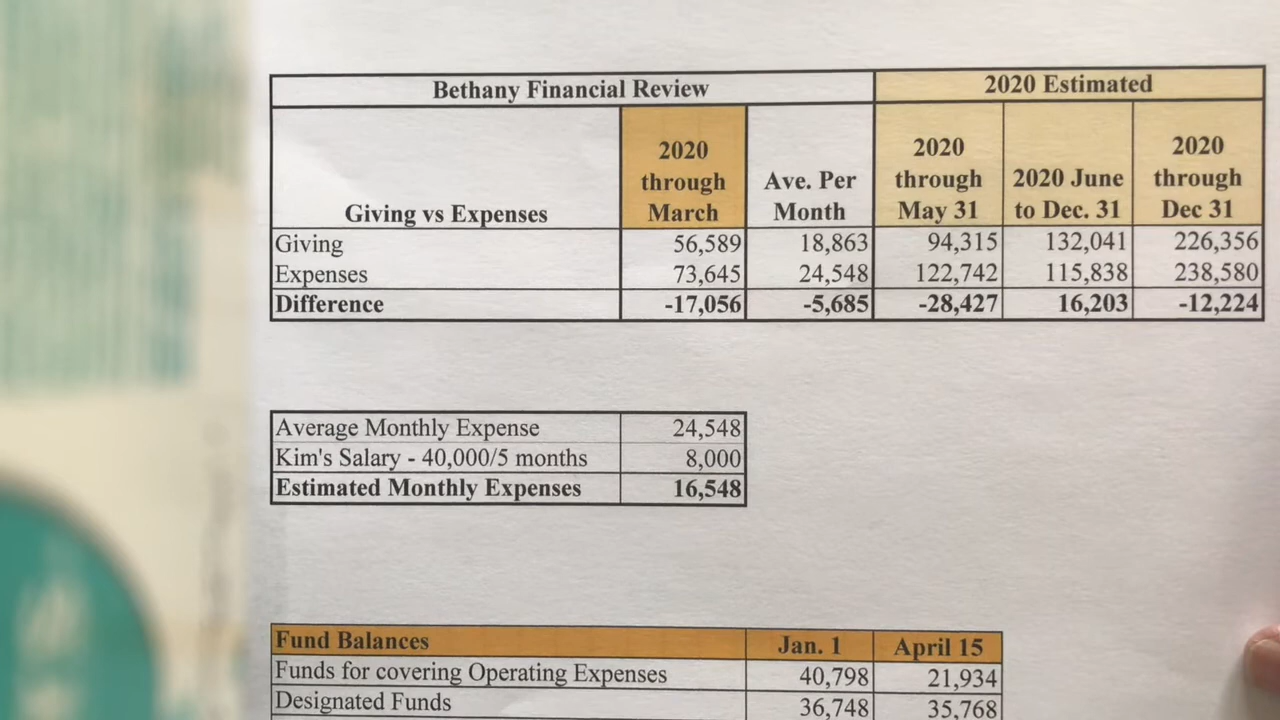 Bethany Financial Review 2020 Estimated
Giving vs Expenses 2020 through March Ave. Per Month 2020 through May 31 2020 June to Dec. 31 2020 through Dec 31
Giving 56,589 18,863 94,315 132,041 226,356
Expenses 73,645 24,548 122,742 115,838 238,580
Difference -17,056 -5,685 -28,427 16,203 -12,224
Average Monthly Expense 24,548
Kim's Salary - 40,000/5 months 8,000
Estimated Monthly Expenses 16,548
Fund Balances Jan. 1 April 15
Funds for covering Operating Expenses 40,798 21,934
Designated Funds 36,748 35,768